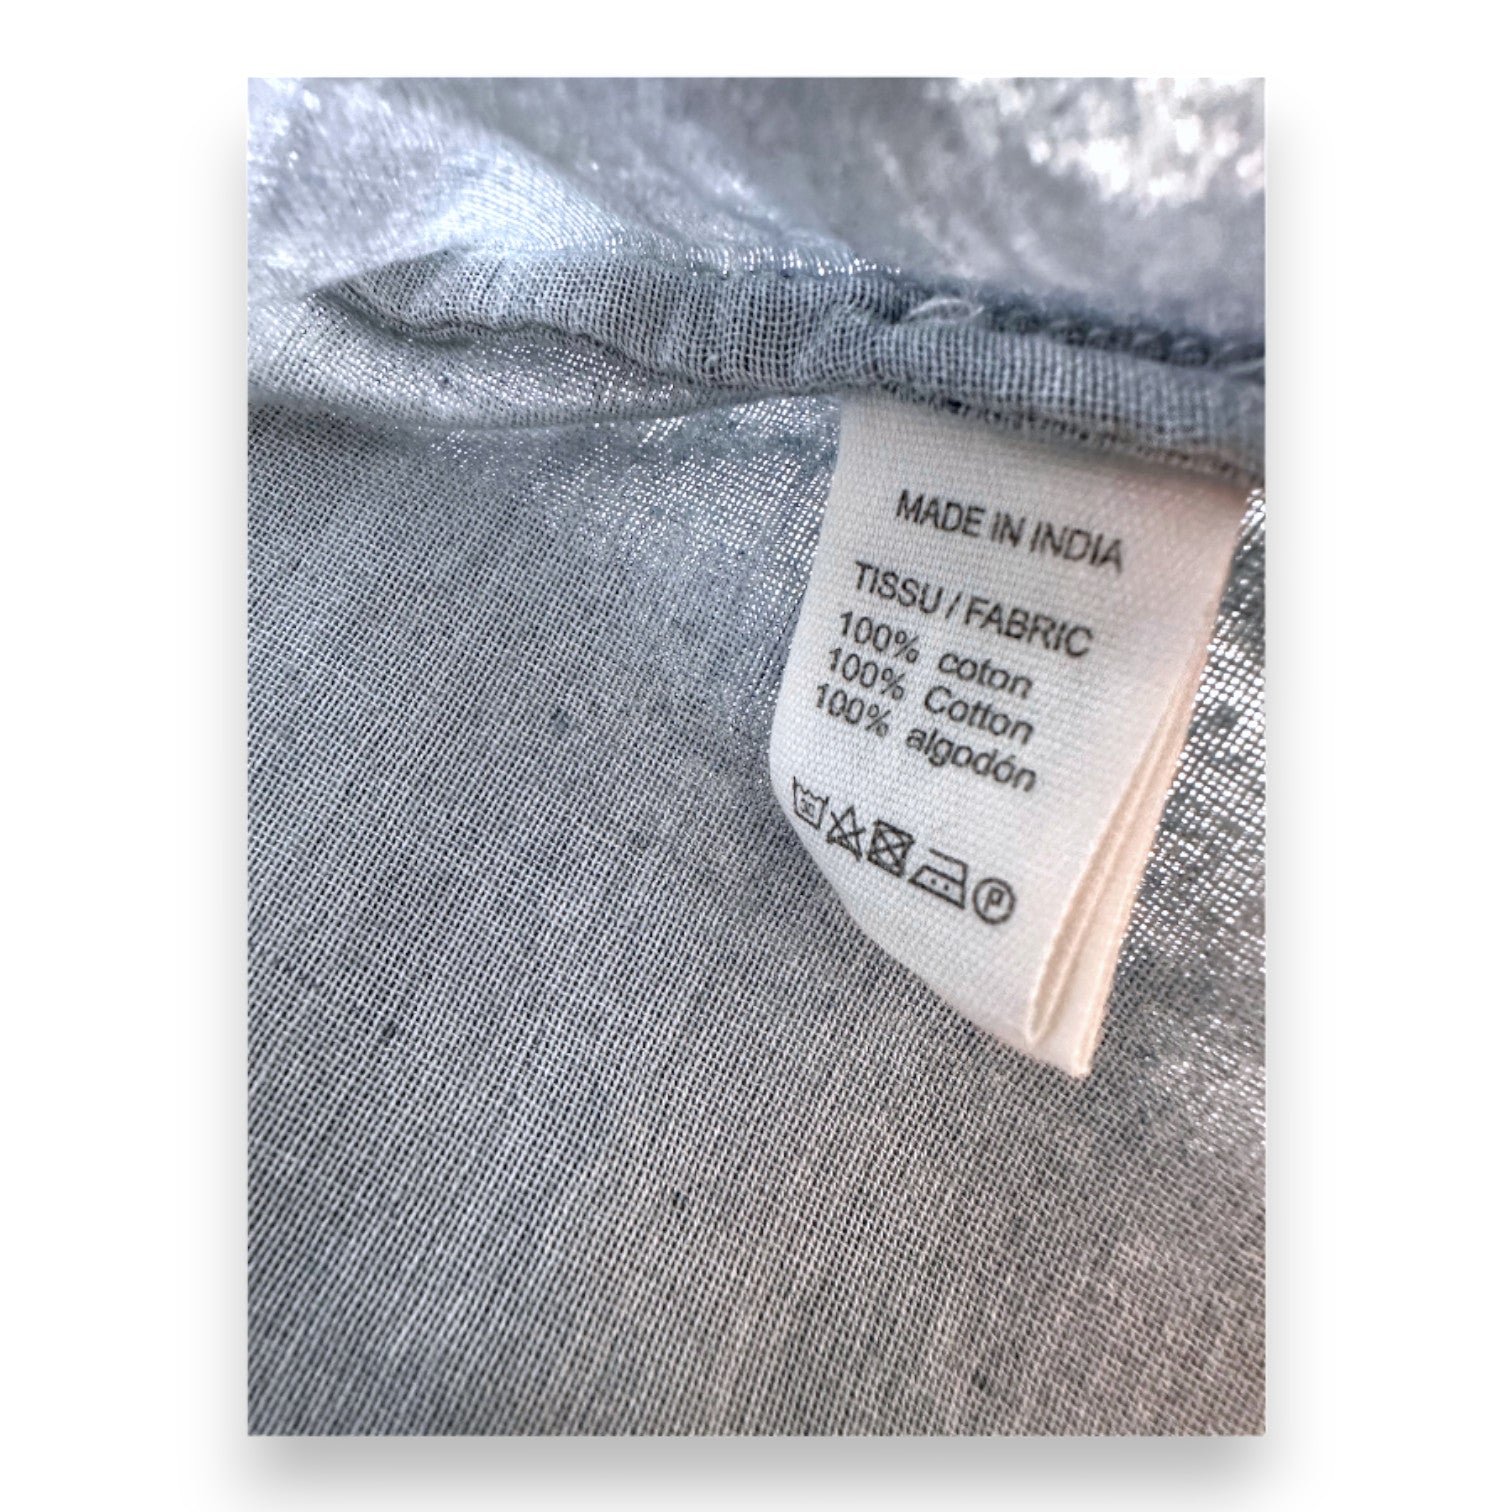 MADE IN INDIA
TISSU / FABRIC
100% coton
100% Cotton
100% algodón
P